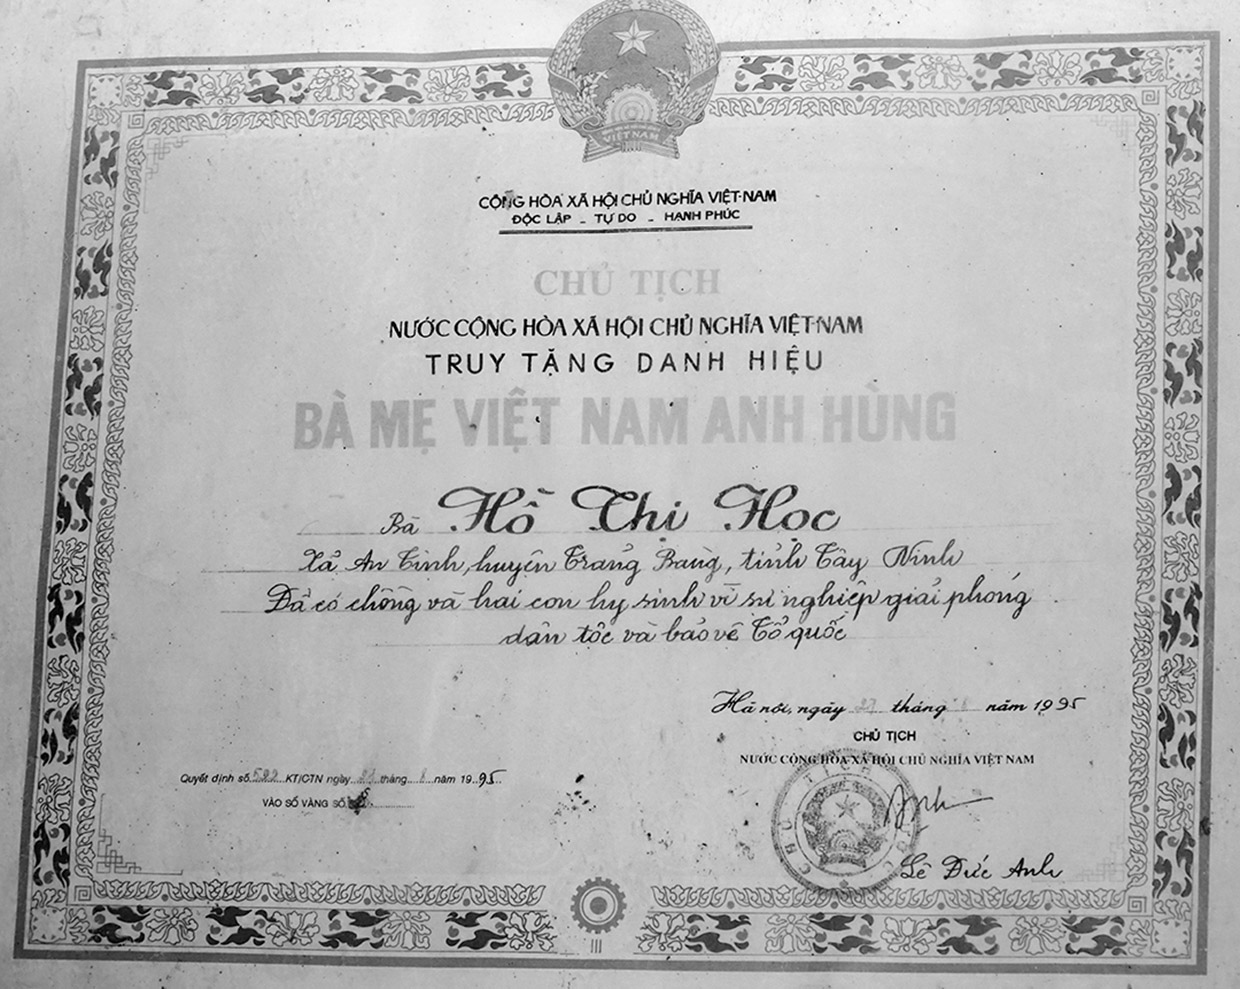 VIỆT NAM
CỘNG HÒA XÃ HỘI CHỦ NGHĨA VIỆT-NAM
ĐỘC LẬP - TỰ DO - HẠNH PHÚC
CHỦ TỊCH
NƯỚC CỘNG HÒA XÃ HỘI CHỦ NGHĨA VIỆT-NAM
TRUY TẶNG DANH HIỆU
BÀ MẸ VIỆT NAM ANH HÙNG
Bà Hồ Thị Học
Xã An Tịnh, huyện Trảng Bàng, tỉnh Tây Ninh
Đã có chồng và hai con hy sinh vì sự nghiệp giải phóng
dân tộc và bảo vệ Tổ quốc
Hà nội, ngày tháng năm 1995
CHỦ TỊCH
NƯỚC CỘNG HÒA XÃ HỘI CHỦ NGHĨA VIỆT NAM
Quyết định số 522 KT/CTN ngày tháng năm 1995
VÀO SỔ VÀNG SỐ
CHỦ TỊCH
Lê Đức Anh